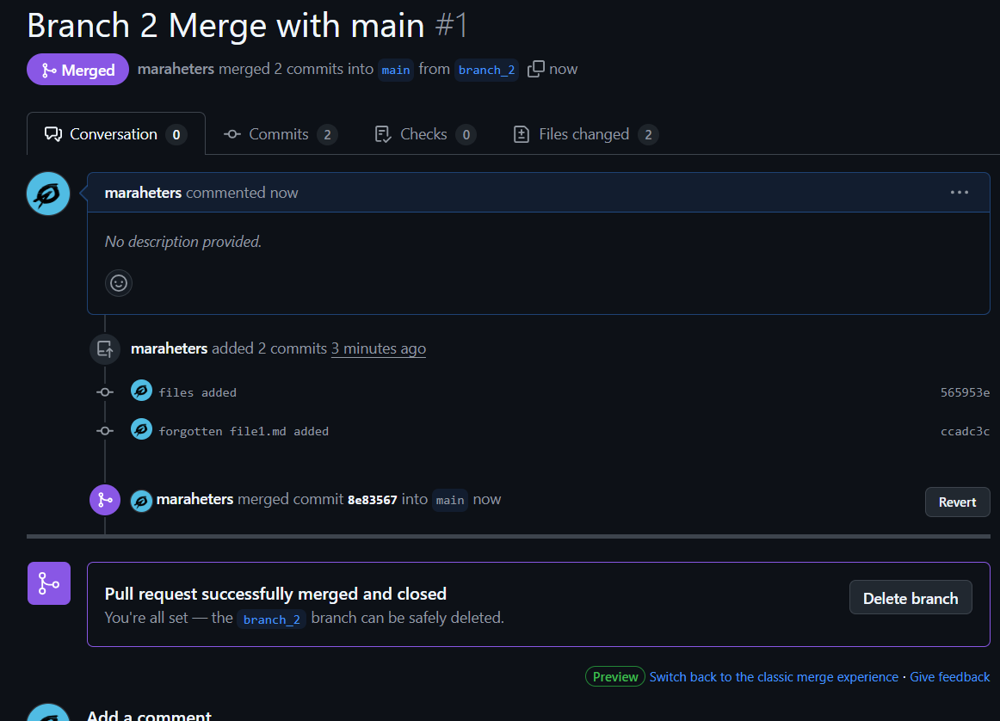 Branch 2 Merge with main #1
Merged maraheters merged 2 commits into main from branch_2 now
Conversation 0 Commits 2 Checks 0 Files changed 2
maraheters commented now
No description provided.
maraheters added 2 commits 3 minutes ago
files added 565953e
forgotten file1.md added ccadc3c
maraheters merged commit 8e83567 into main now
Revert
Pull request successfully merged and closed
You're all set — the branch_2 branch can be safely deleted.
Delete branch
Preview Switch back to the classic merge experience · Give feedback
Add a comment